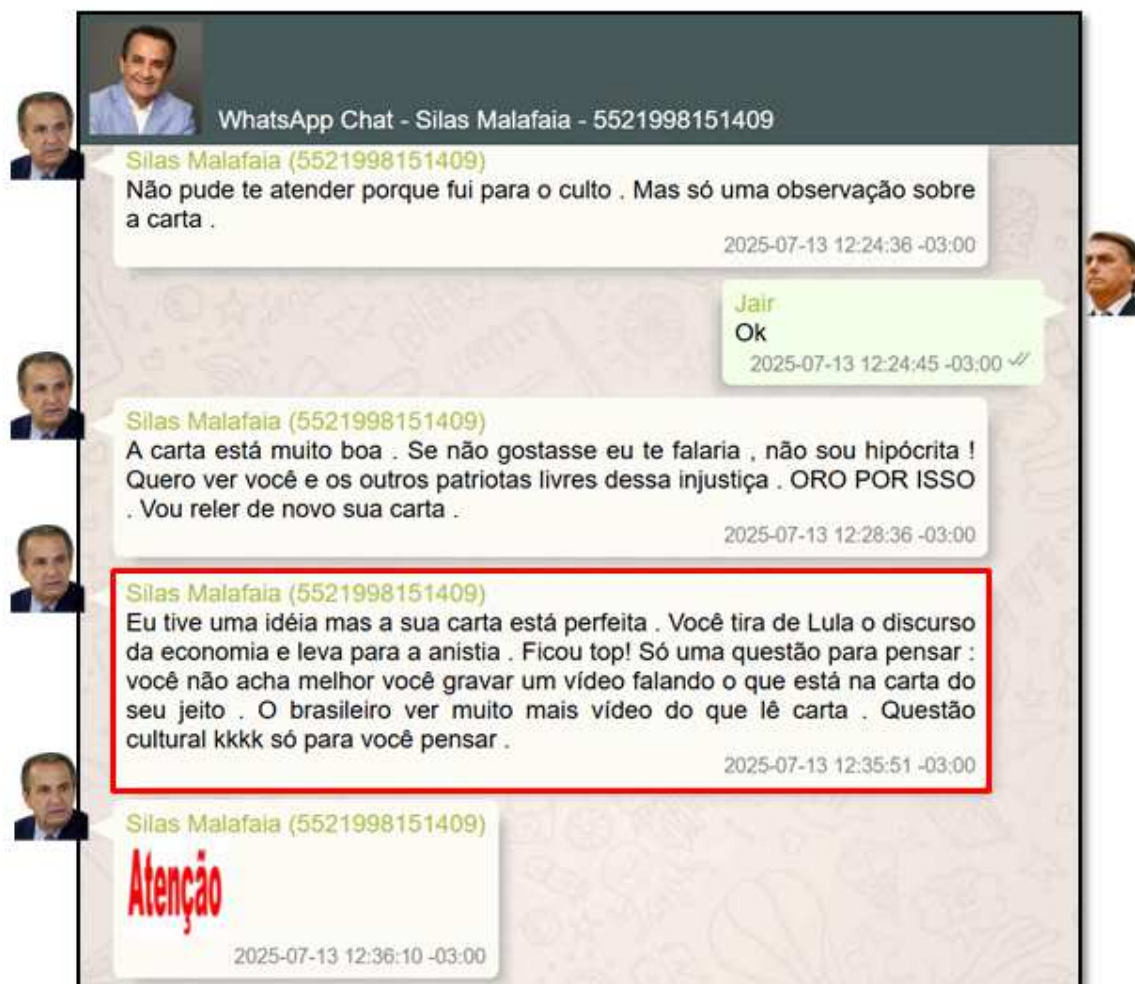 WhatsApp Chat - Silas Malafaia - 5521998151409
Silas Malafaia (5521998151409)
Não pude te atender porque fui para o culto . Mas só uma observação sobre
a carta .
2025-07-13 12:24:36 -03:00
Jair
Ok
2025-07-13 12:24:45 -03:00
Silas Malafaia (5521998151409)
A carta está muito boa . Se não gostasse eu te falaria , não sou hipócrita !
Quero ver você e os outros patriotas livres dessa injustiça . ORO POR ISSO
. Vou reler de novo sua carta .
2025-07-13 12:28:36 -03:00
Silas Malafaia (5521998151409)
Eu tive uma idéia mas a sua carta está perfeita . Você tira de Lula o discurso
da economia e leva para a anistia . Ficou top! Só uma questão para pensar :
você não acha melhor você gravar um vídeo falando o que está na carta do
seu jeito . O brasileiro ver muito mais vídeo do que lê carta . Questão
cultural kkkk só para você pensar .
2025-07-13 12:35:51 -03:00
Silas Malafaia (5521998151409)
Atenção
2025-07-13 12:36:10 -03:00